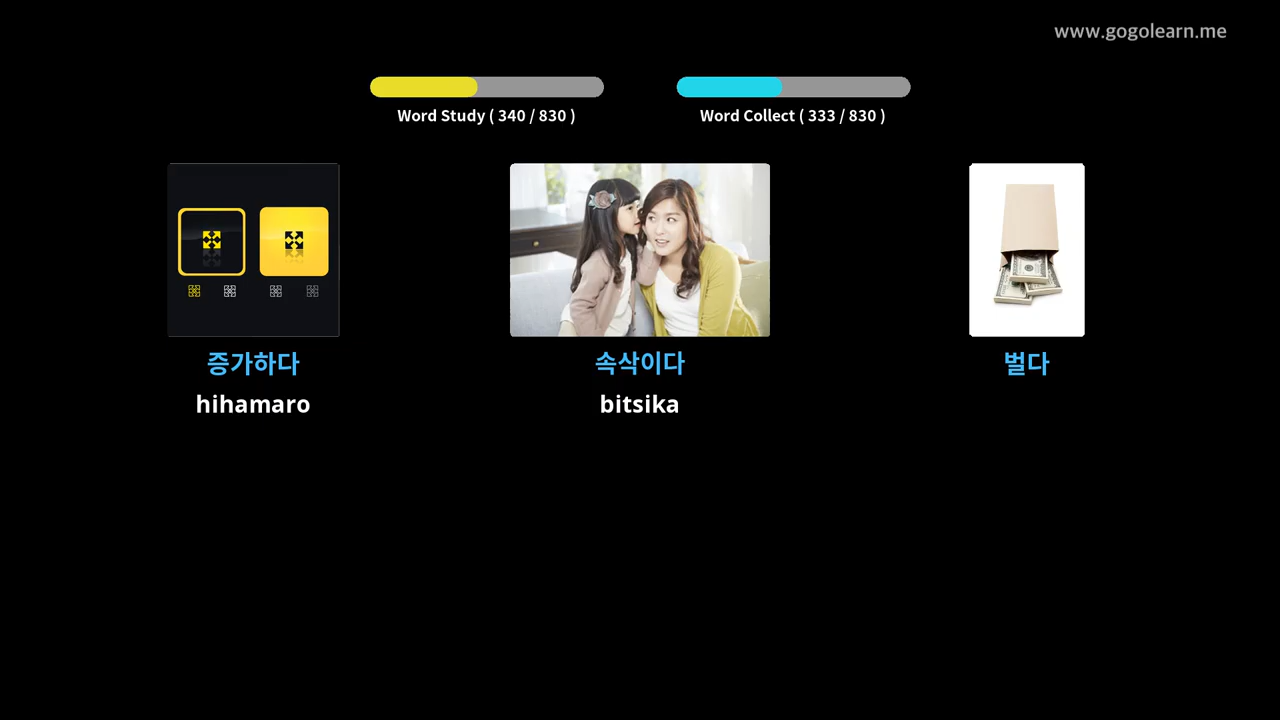 www.gogolearn.me
Word Study ( 340 / 830 )
Word Collect ( 333 / 830 )
증가하다
속삭이다
벌다
hihamaro
bitsika